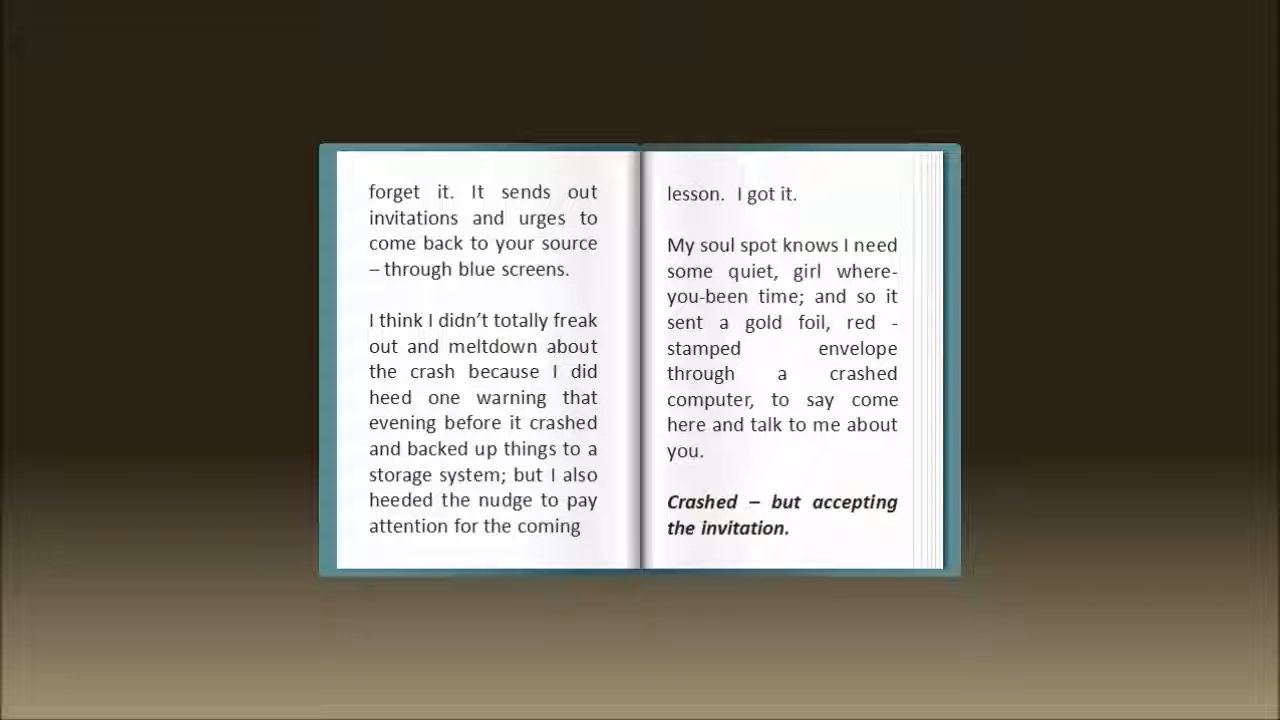 forget it. It sends out
invitations and urges to
come back to your source
– through blue screens.
I think I didn’t totally freak
out and meltdown about
the crash because I did
heed one warning that
evening before it crashed
and backed up things to a
storage system; but I also
heeded the nudge to pay
attention for the coming
lesson. I got it.
My soul spot knows I need
some quiet, girl where-
you-been time; and so it
sent a gold foil, red -
stamped envelope
through a crashed
computer, to say come
here and talk to me about
you.
Crashed – but accepting
the invitation.